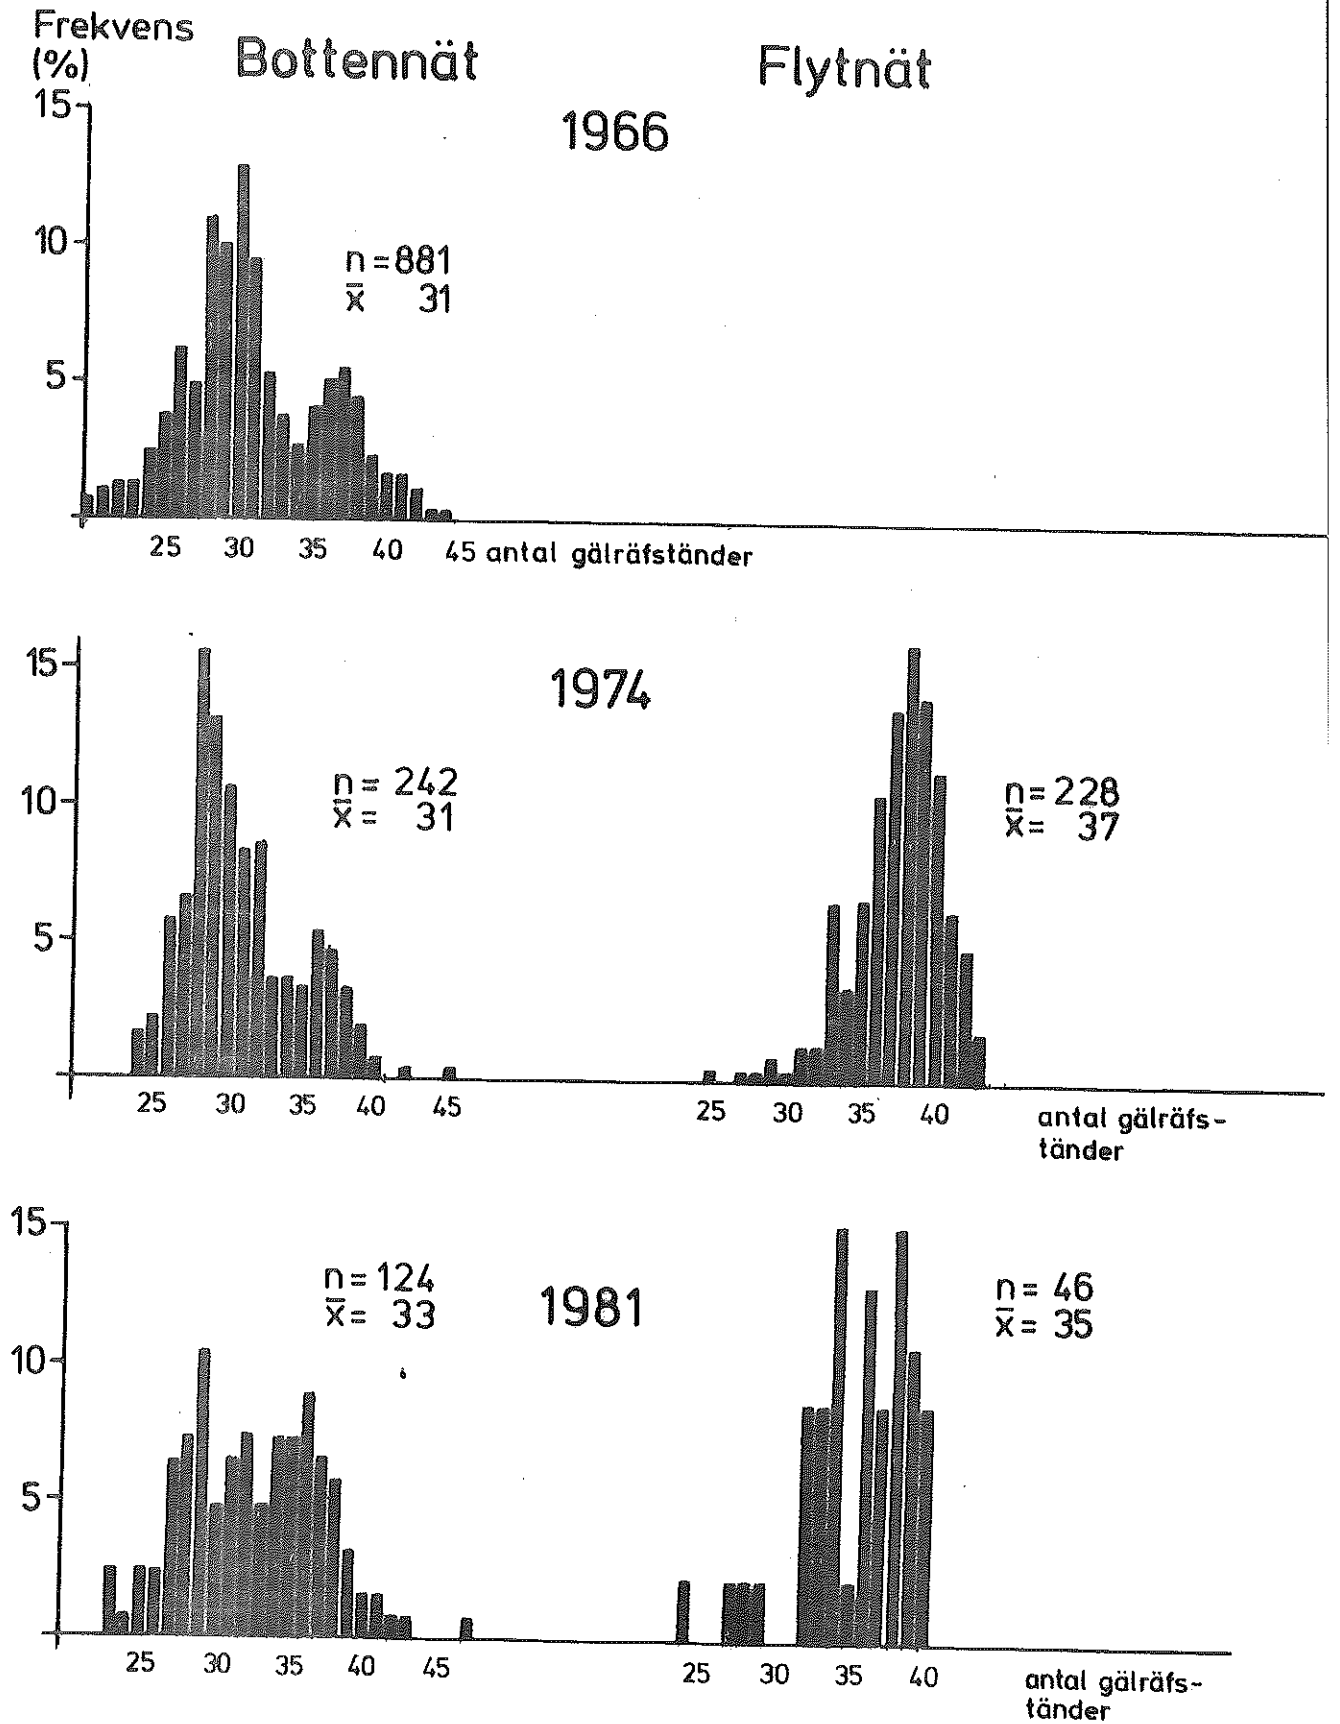 Frekvens
(%)
Bottennät
Flytnät
1966
15
10
5
n = 881
x̄ 31
25 30 35 40 45 antal gälräfständer
1974
15
10
5
n = 242
x̄ = 31
n = 228
x̄ = 37
25 30 35 40 45
25 30 35 40
antal gälräfs-
tänder
1981
15
10
5
n = 124
x̄ = 33
n = 46
x̄ = 35
25 30 35 40 45
25 30 35 40
antal gälräfs-
tänder